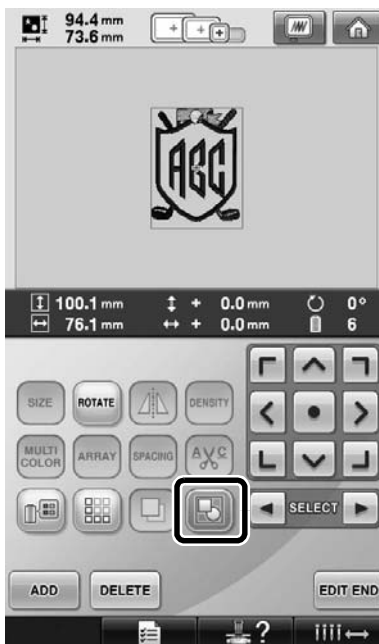 94.4 mm
73.6 mm
ABC
100.1 mm + 0.0 mm 0°
76.1 mm + 0.0 mm 6
SIZE ROTATE DENSITY
MULTI COLOR ARRAY SPACING A C
SELECT
ADD DELETE EDIT END
?